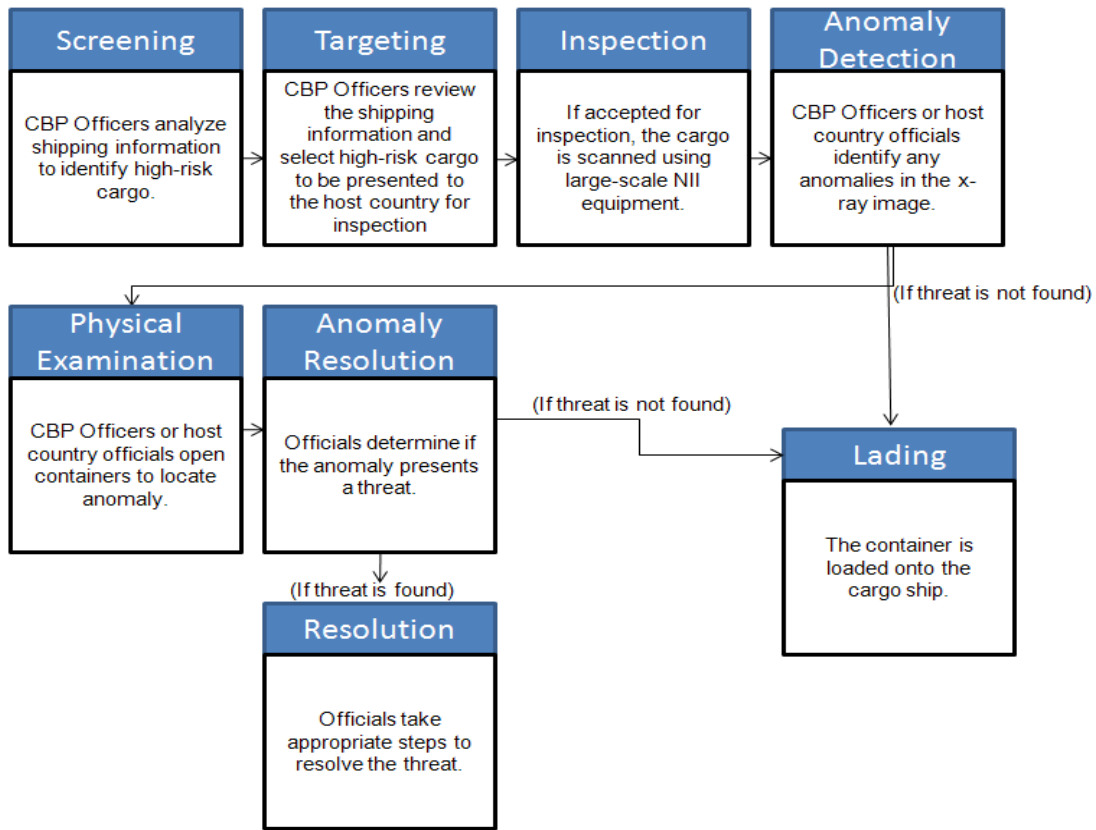 Screening
CBP Officers analyze
shipping information
to identify high-risk
cargo.
Targeting
CBP Officers review
the shipping
information and
select high-risk cargo
to be presented to
the host country for
inspection
Inspection
If accepted for
inspection, the cargo
is scanned using
large-scale NII
equipment.
Anomaly
Detection
CBP Officers or host
country officials
identify any
anomalies in the x-
ray image.
(If threat is not found)
Physical
Examination
CBP Officers or host
country officials open
containers to locate
anomaly.
Anomaly
Resolution
Officials determine if
the anomaly presents
a threat.
(If threat is not found)
Lading
The container is
loaded onto the
cargo ship.
(If threat is found)
Resolution
Officials take
appropriate steps to
resolve the threat.